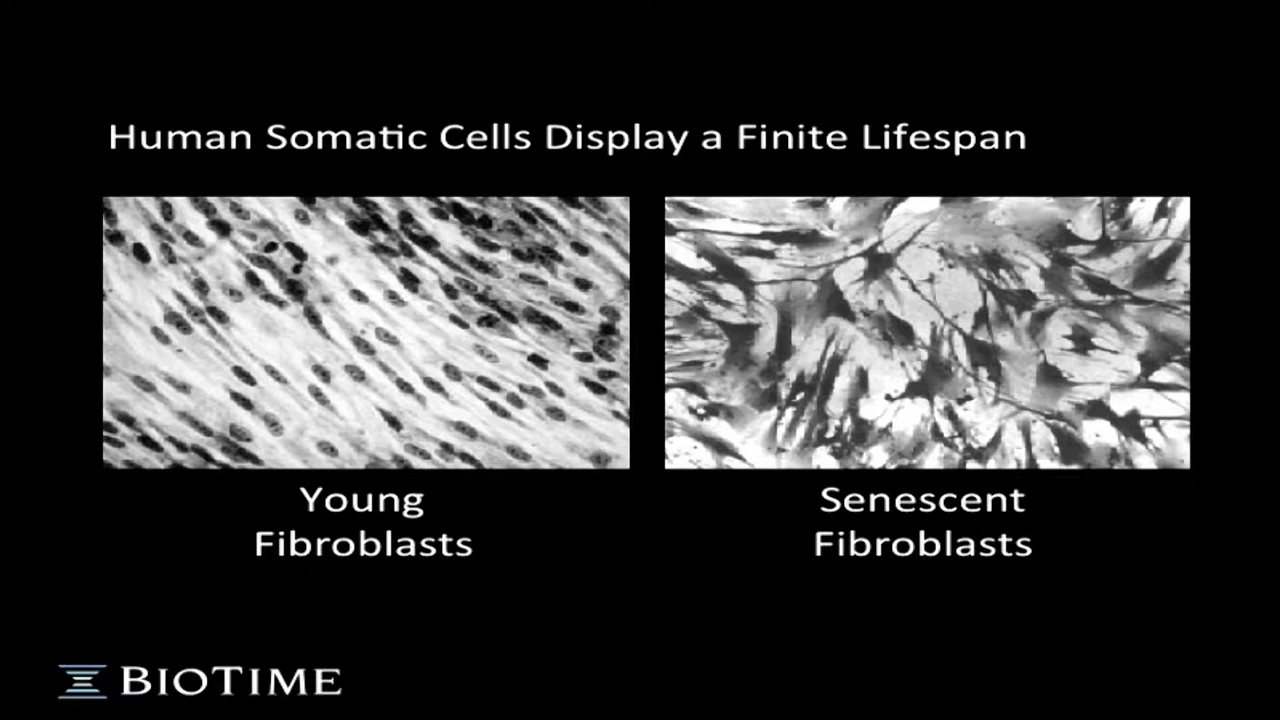 Human Somatic Cells Display a Finite Lifespan
Young
Fibroblasts
Senescent
Fibroblasts
BIOTIME